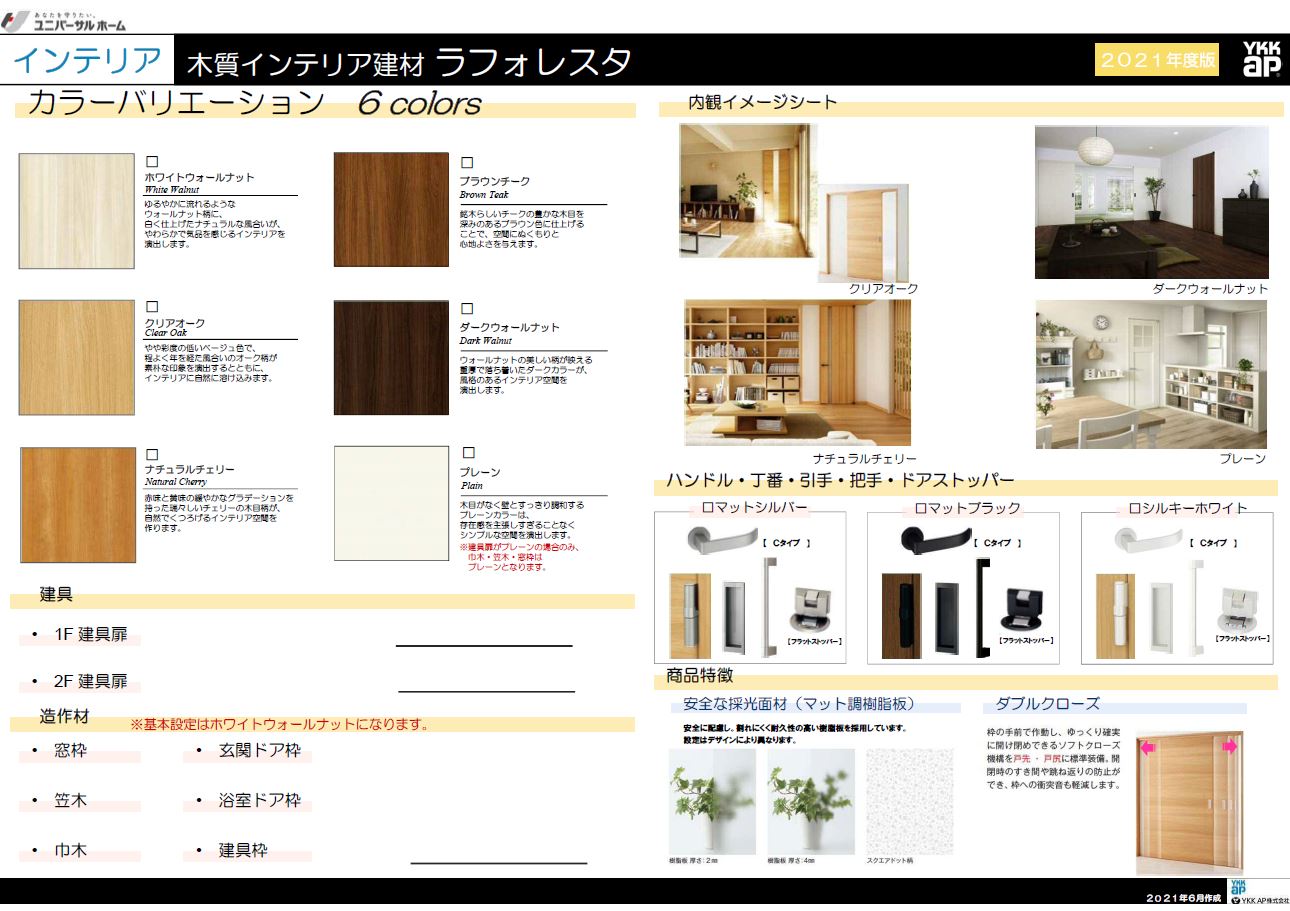 あなたを守りたい。
ユニバーサルホーム
インテリア
木質インテリア建材 ラフォレスタ
2021年度版
YKK
ap
カラーバリエーション 6 colors
□
ホワイトウォールナット
White Walnut
ゆるやかに流れるような
ウォールナット柄に、
白く仕上げたナチュラルな風合いが、
やわらかで気品を感じるインテリアを
演出します。
□
ブラウンチーク
Brown Teak
銘木らしいチークの豊かな木目を
深みのあるブラウン色に仕上げる
ことで、空間にぬくもりと
心地よさを与えます。
□
クリアオーク
Clear Oak
やや彩度の低いベージュ色で、
程よく年を経た風合いのオーク柄が
素朴な印象を演出するとともに、
インテリアに自然に溶け込みます。
□
ダークウォールナット
Dark Walnut
ウォールナットの美しい柄が映える
重厚で落ち着いたダークカラーが、
風格のあるインテリア空間を
演出します。
□
ナチュラルチェリー
Natural Cherry
赤味と黄味の緩やかなグラデーションを
持った瑞々しいチェリーの木目柄が、
自然でくつろげるインテリア空間を
作ります。
□
プレーン
Plain
木目がなく壁とすっきり調和する
プレーンカラーは、
存在感を主張しすぎることなく
シンプルな空間を演出します。
※建具扉がプレーンの場合のみ、
巾木・笠木・窓枠は
プレーンとなります。
建具
・ 1F 建具扉
・ 2F 建具扉
造作材 ※基本設定はホワイトウォールナットになります。
・ 窓枠 ・ 玄関ドア枠
・ 笠木 ・ 浴室ドア枠
・ 巾木 ・ 建具枠
内観イメージシート
クリアオーク
ダークウォールナット
ナチュラルチェリー
プレーン
ハンドル・丁番・引手・把手・ドアストッパー
ロマットシルバー
【 Cタイプ 】
【フラットストッパー】
ロマットブラック
【 Cタイプ 】
【フラットストッパー】
ロシルキーホワイト
【 Cタイプ 】
【フラットストッパー】
商品特徴
安全な採光面材（マット調樹脂板）
安全に配慮し、割れにくく耐久性の高い樹脂板を採用しています。
設定はデザインにより異なります。
樹脂板 厚さ:2㎜
樹脂板 厚さ:4㎜
スクエアドット柄
ダブルクローズ
枠の手前で作動し、ゆっくり確実
に開け閉めできるソフトクローズ
機構を戸先・戸尻に標準装備。開
閉時のすき間や跳ね返りの防止が
でき、枠への衝突音も軽減します。
2021年6月作成
YKK
ap
YKK AP株式会社